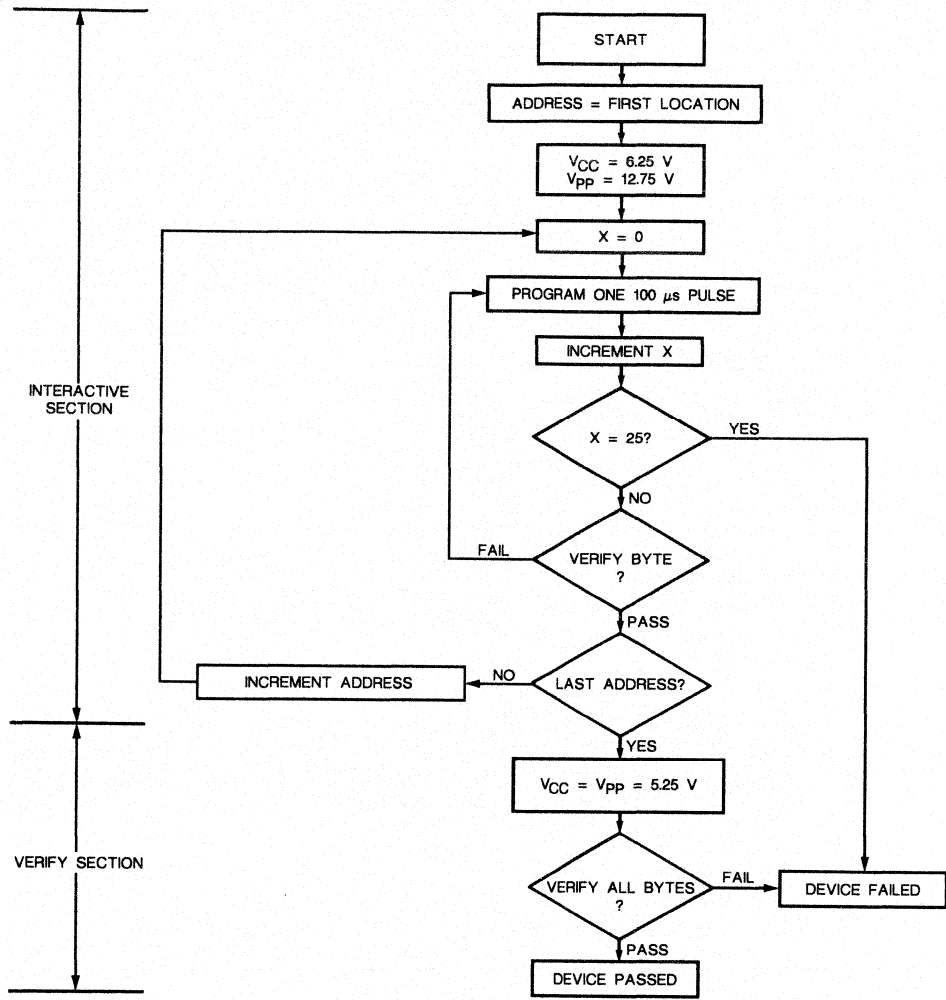 START
ADDRESS = FIRST LOCATION
VCC = 6.25 V
VPP = 12.75 V
X = 0
PROGRAM ONE 100 μs PULSE
INCREMENT X
INTERACTIVE
SECTION
X = 25?
YES
NO
FAIL
VERIFY BYTE
?
PASS
INCREMENT ADDRESS
NO
LAST ADDRESS?
YES
VCC = VPP = 5.25 V
VERIFY SECTION
VERIFY ALL BYTES
?
FAIL
DEVICE FAILED
PASS
DEVICE PASSED